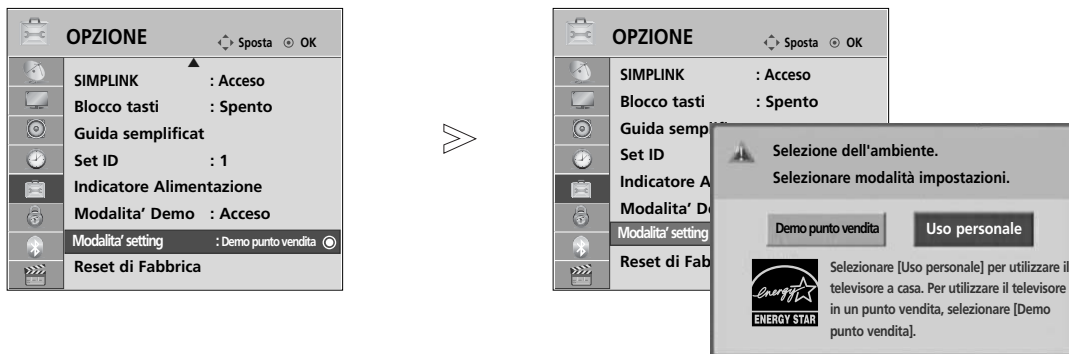 OPZIONE
Sposta OK
SIMPLINK : Acceso
Blocco tasti : Spento
Guida semplificat
Set ID : 1
Indicatore Alimentazione
Modalita’ Demo : Acceso
Modalita’ setting : Demo punto vendita
Reset di Fabbrica
OPZIONE
Sposta OK
SIMPLINK : Acceso
Blocco tasti : Spento
Guida semplifi
Set ID
Indicatore A
Modalita’ De
Modalita’ setting
Reset di Fab
Selezione dell'ambiente.
Selezionare modalità impostazioni.
Demo punto vendita
Uso personale
energy
ENERGY STAR
Selezionare [Uso personale] per utilizzare il
televisore a casa. Per utilizzare il televisore
in un punto vendita, selezionare [Demo
punto vendita].